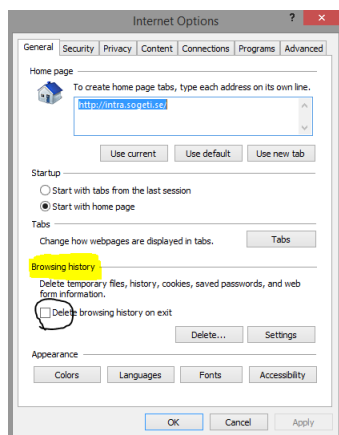 Internet Options
? ×
General Security Privacy Content Connections Programs Advanced
Home page
To create home page tabs, type each address on its own line.
http://intra.sogeti.se/
Use current Use default Use new tab
Startup
Start with tabs from the last session
Start with home page
Tabs
Change how webpages are displayed in tabs. Tabs
Browsing history
Delete temporary files, history, cookies, saved passwords, and web
form information.
Delete browsing history on exit
Delete... Settings
Appearance
Colors Languages Fonts Accessibility
OK Cancel Apply